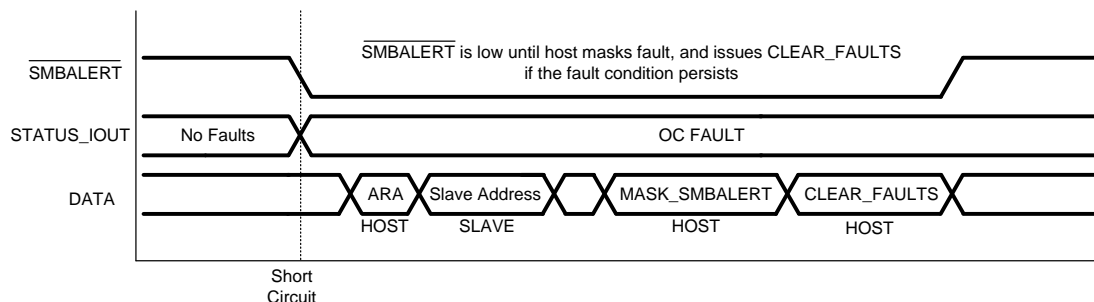 SMBALERT is low until host masks fault, and issues CLEAR_FAULTS
if the fault condition persists
SMBALERT
STATUS_IOUT
No Faults
OC FAULT
DATA
ARA
Slave Address
MASK_SMBALERT
CLEAR_FAULTS
HOST
SLAVE
HOST
HOST
Short
Circuit